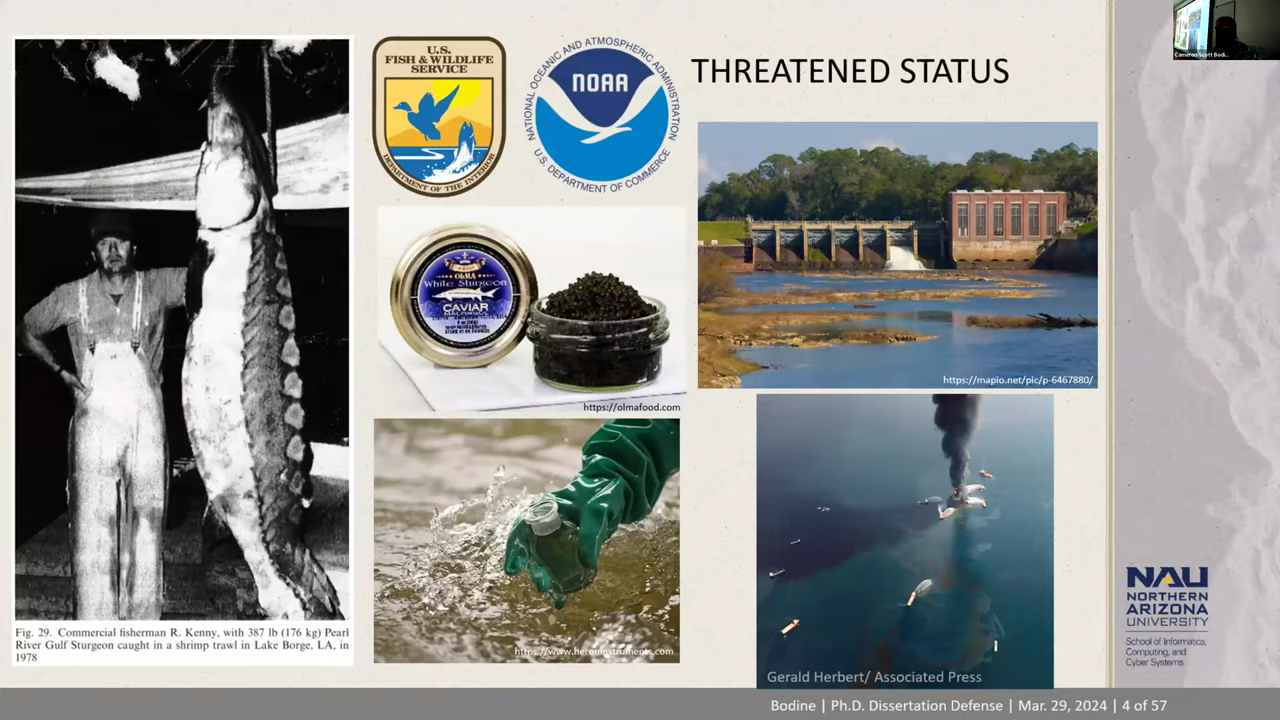 THREATENED STATUS
U.S.
FISH & WILDLIFE
SERVICE
DEPARTMENT OF THE INTERIOR
NATIONAL OCEANIC AND ATMOSPHERIC ADMINISTRATION
NOAA
U.S. DEPARTMENT OF COMMERCE
OLMA
White Sturgeon
CAVIAR
MALOSSOL
https://olmafood.com
https://mapio.net/pic/p-6467880/
https://www.heroninstruments.com
Gerald Herbert/ Associated Press
Fig. 29. Commercial fisherman R. Kenny, with 387 lb (176 kg) Pearl
River Gulf Sturgeon caught in a shrimp trawl in Lake Borge, LA, in
1978
Cameron Scott Bodi...
NAU
NORTHERN
ARIZONA
UNIVERSITY
School of Informatics,
Computing, and
Cyber Systems
Bodine | Ph.D. Dissertation Defense | Mar. 29, 2024 | 4 of 57